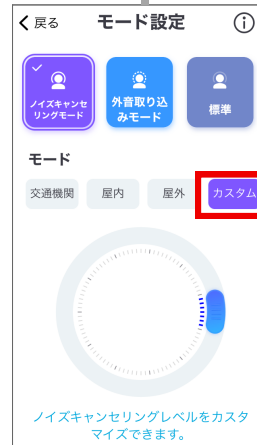 戻る
モード設定
ノイズキャンセ
リングモード
外音取り込
みモード
標準
モード
交通機関
屋内
屋外
カスタム
ノイズキャンセリングレベルをカスタ
マイズできます。